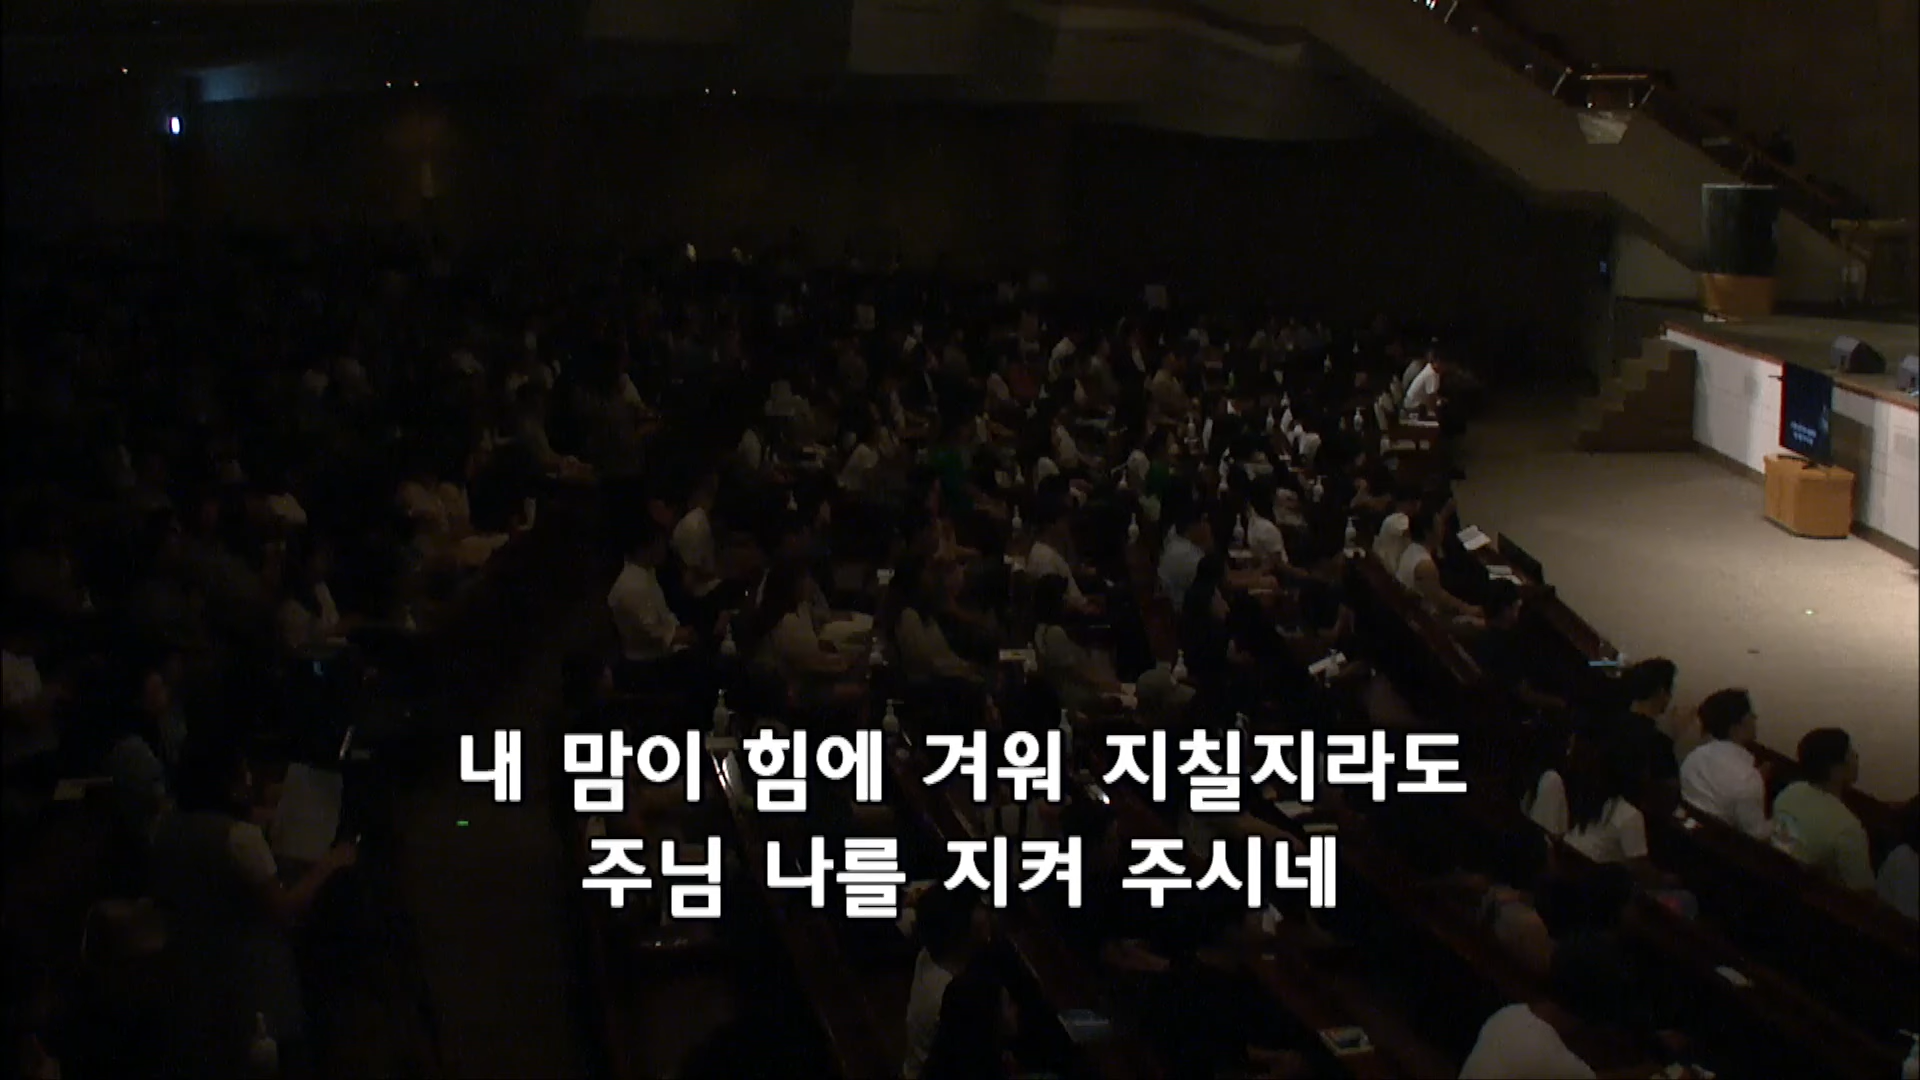 내 맘이 힘에 겨워 지칠지라도
주님 나를 지켜 주시네